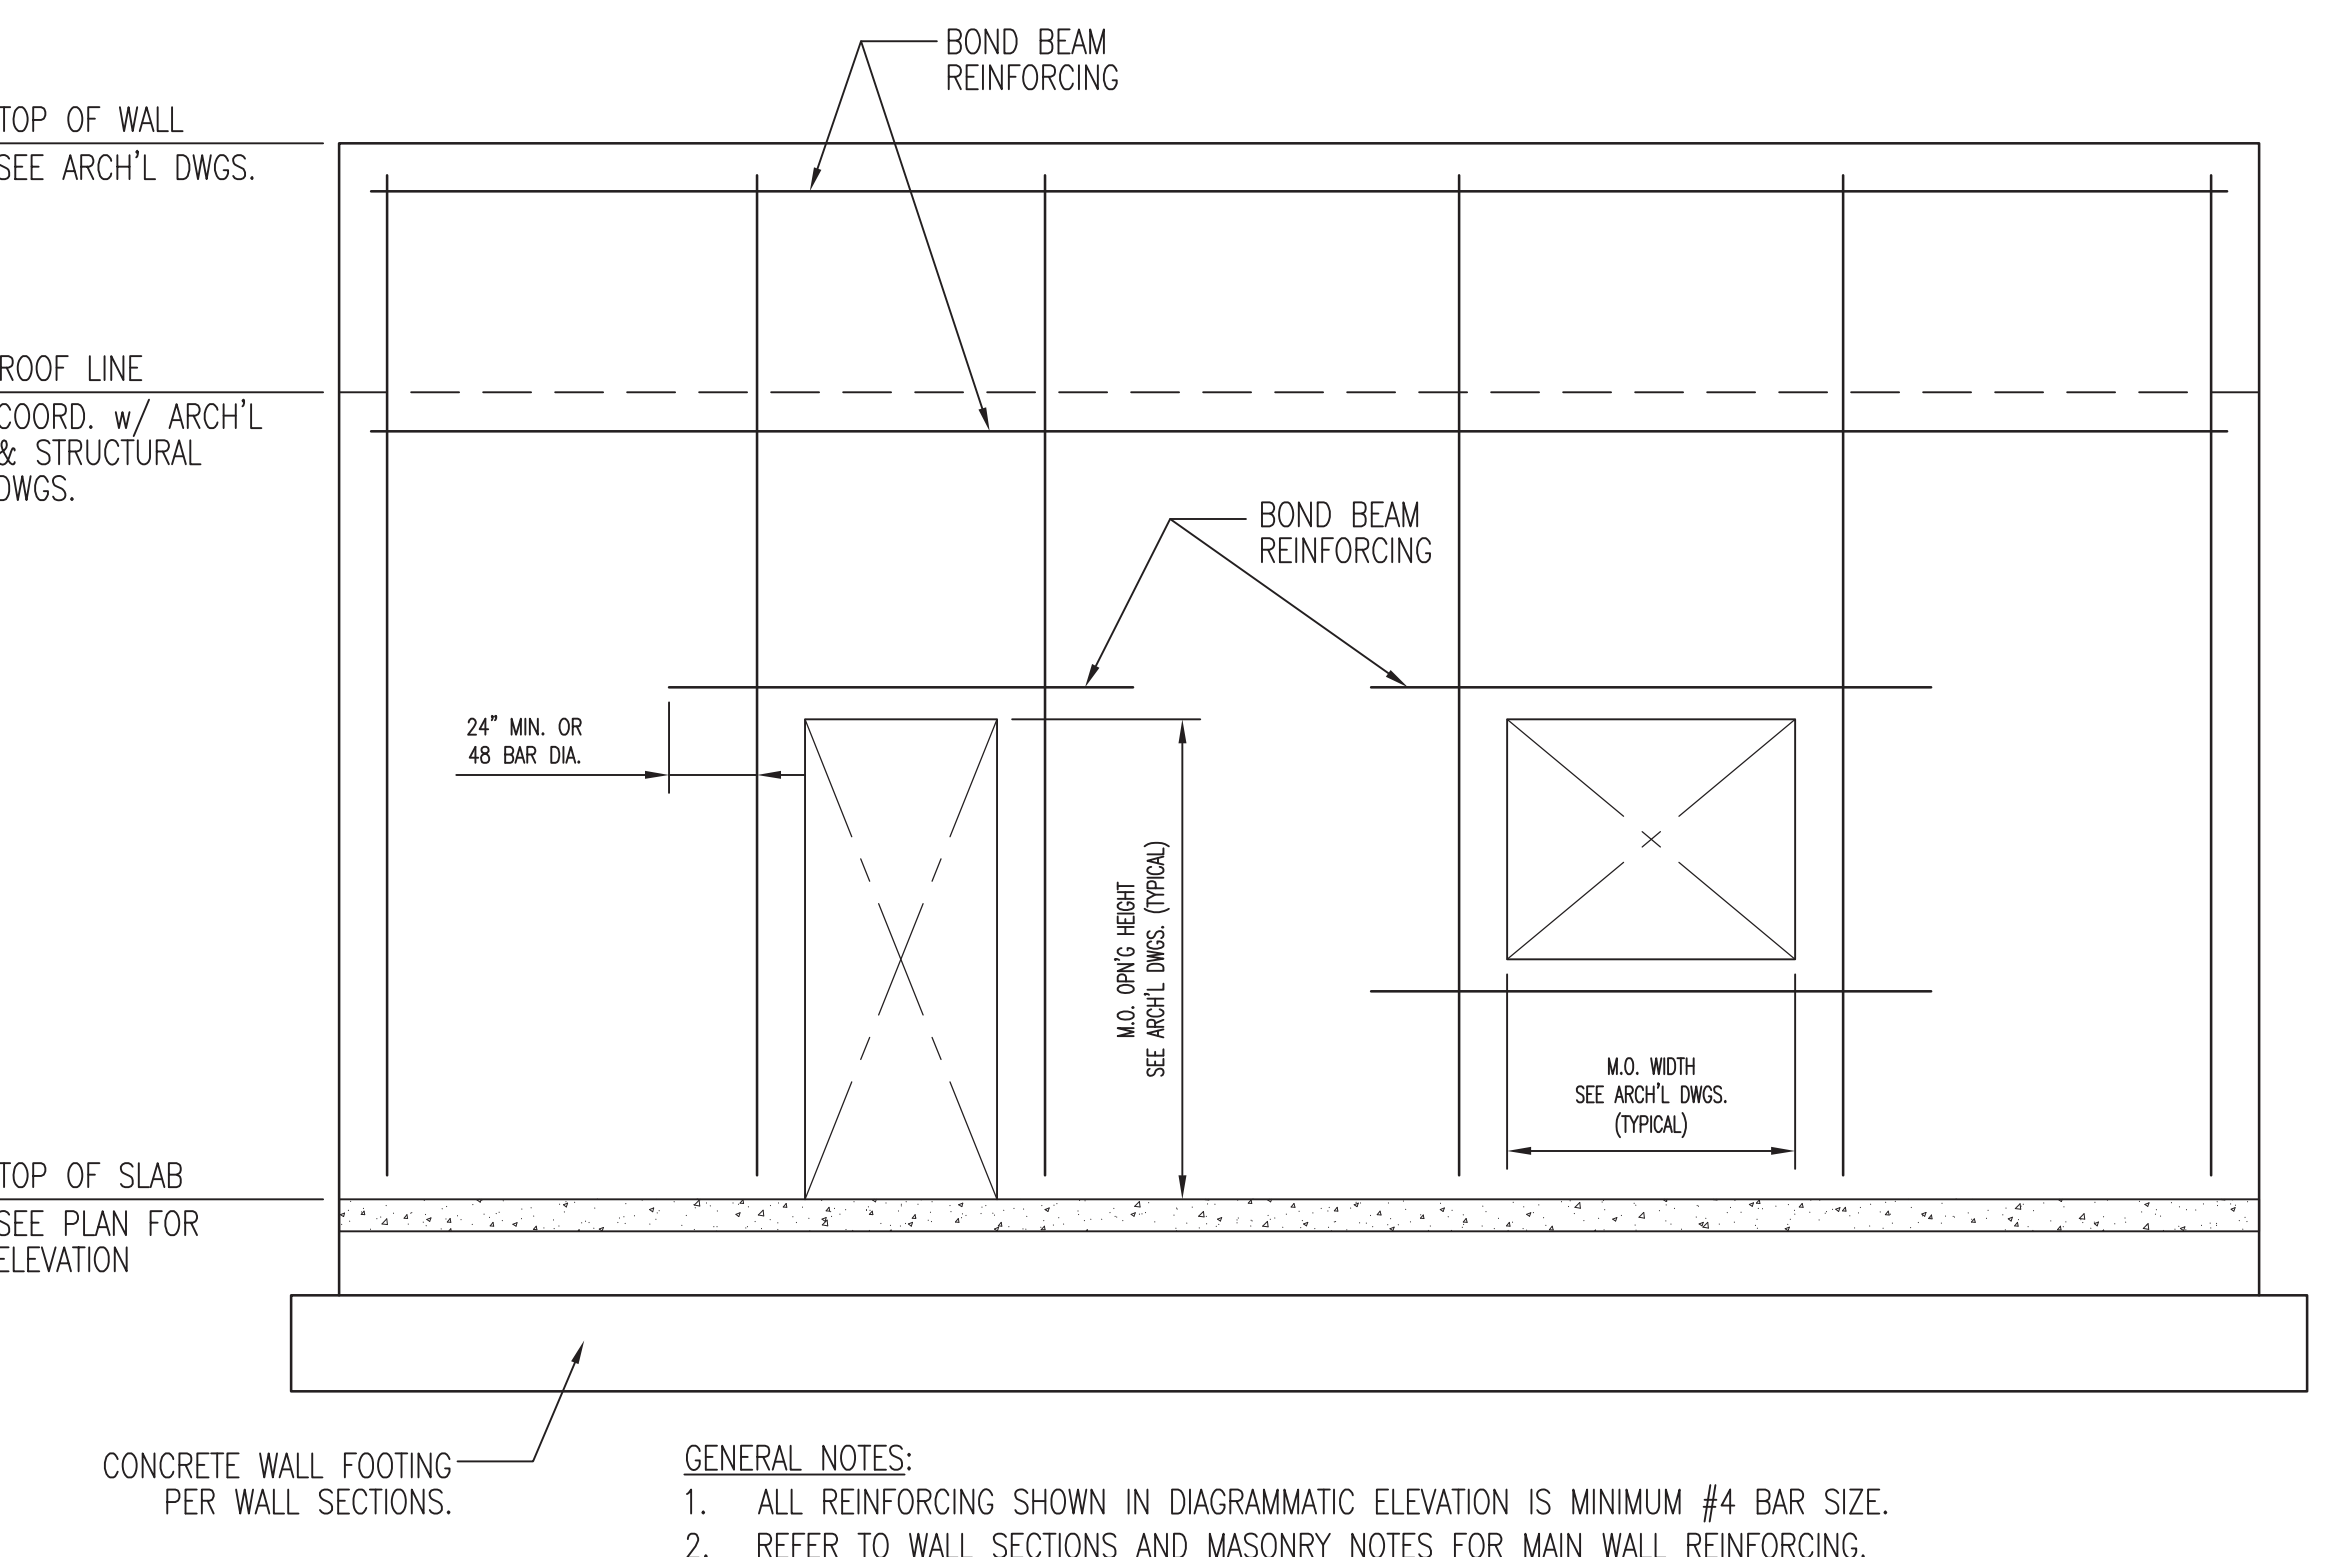 BOND BEAM
REINFORCING
TOP OF WALL
SEE ARCH'L DWGS.
ROOF LINE
COORD. w/ ARCH'L
& STRUCTURAL
DWGS.
BOND BEAM
REINFORCING
24" MIN. OR
48 BAR DIA.
M.O. OPN'G HEIGHT
SEE ARCH'L DWGS. (TYPICAL)
M.O. WIDTH
SEE ARCH'L DWGS.
(TYPICAL)
TOP OF SLAB
SEE PLAN FOR
ELEVATION
CONCRETE WALL FOOTING
PER WALL SECTIONS.
GENERAL NOTES:
1. ALL REINFORCING SHOWN IN DIAGRAMMATIC ELEVATION IS MINIMUM #4 BAR SIZE.
2. REFER TO WALL SECTIONS AND MASONRY NOTES FOR MAIN WALL REINFORCING.